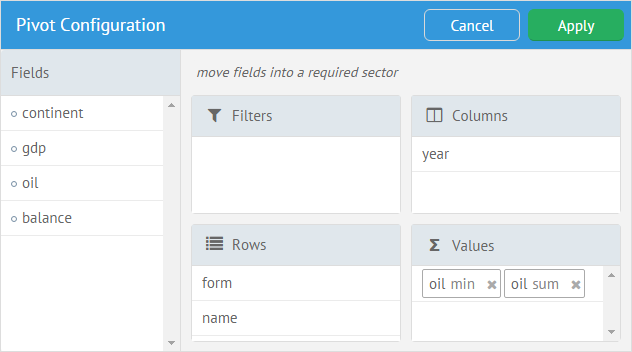 Pivot Configuration
Cancel
Apply
Fields
move fields into a required sector
continent
gdp
oil
balance
Filters
Columns
year
Rows
form
name
Values
oil min
oil sum